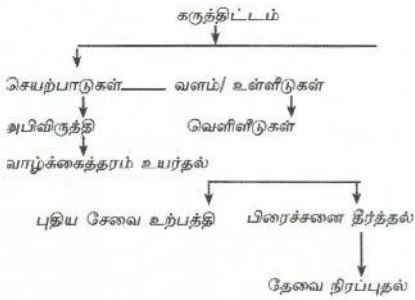 கருத்திட்டம்
செயற்பாடுகள் வளம்/ உள்ளீடுகள்
அபிவிருத்தி வெளிளீடுகள்
வாழ்க்கைத்தரம் உயர்தல்
புதிய சேவை உற்பத்தி பிரைச்சனை தீர்த்தல்
தேவை நிரப்புதல்